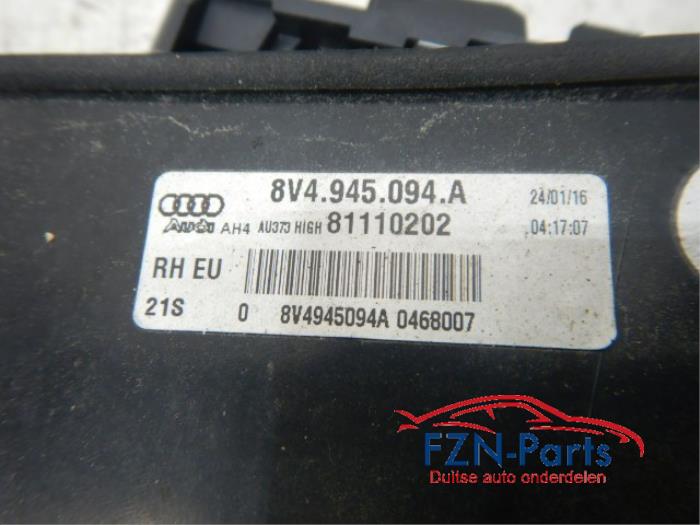 8V4.945.094.A 24/01/16
Audi AH4 AU373 HIGH 81110202 04:17:07
RH EU
21S 0 8V4945094A 0468007
FZN-Parts
Duitse auto onderdelen